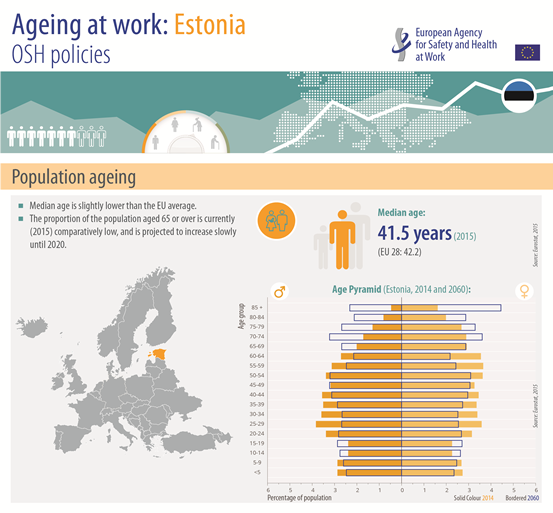 Ageing at work: Estonia
OSH policies
European Agency
for Safety and Health
at Work
Population ageing
Median age is slightly lower than the EU average.
The proportion of the population aged 65 or over is currently
(2015) comparatively low, and is projected to increase slowly
until 2020.
Median age:
41.5 years (2015)
(EU 28: 42.2)
Source: Eurostat, 2015
Age Pyramid (Estonia, 2014 and 2060):
Age group
85 +
80-84
75-79
70-74
65-69
60-64
55-59
50-54
45-49
40-44
35-39
30-34
25-29
20-24
15-19
10-14
5-9
<5
Source: Eurostat, 2015
6 5 4 3 2 1 0 0 1 2 3 4 5 6
Percentage of population
Solid Colour 2014 Bordered 2060